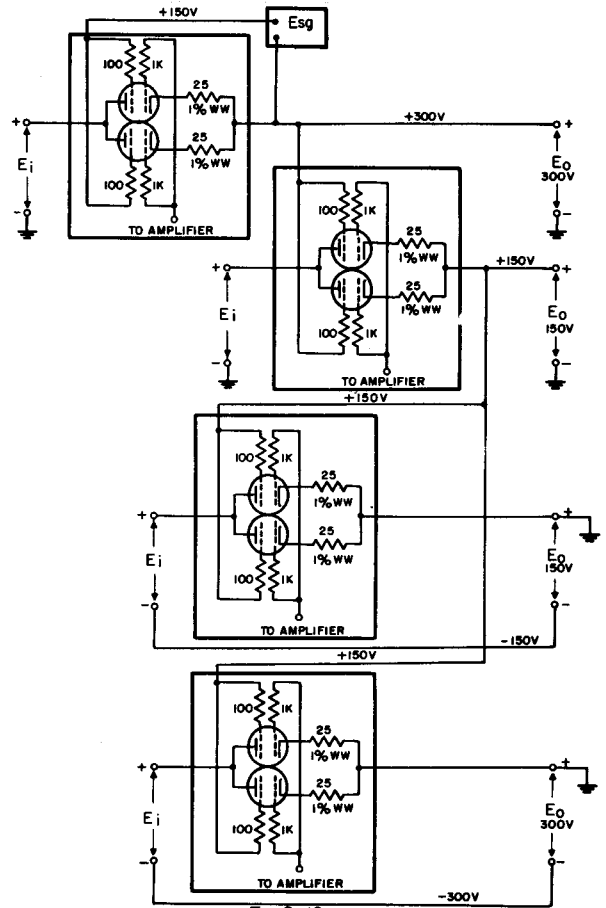 +150V
Esg
100 1K
25
1% WW
25
1% WW
+300V
+
+
Ei
Eo
300V
100 1K
-
-
TO AMPLIFIER
100 1K
25
1% WW
+150V
+
+
25
1% WW
Ei
Eo
150V
100 1K
-
-
TO AMPLIFIER
+150V
100 1K
25
1% WW
+
+
25
1% WW
Ei
Eo
150V
100 1K
-
-
TO AMPLIFIER
-150V
+150V
100 1K
25
1% WW
+
+
25
1% WW
Ei
Eo
300V
100 1K
-
-
TO AMPLIFIER
-300V